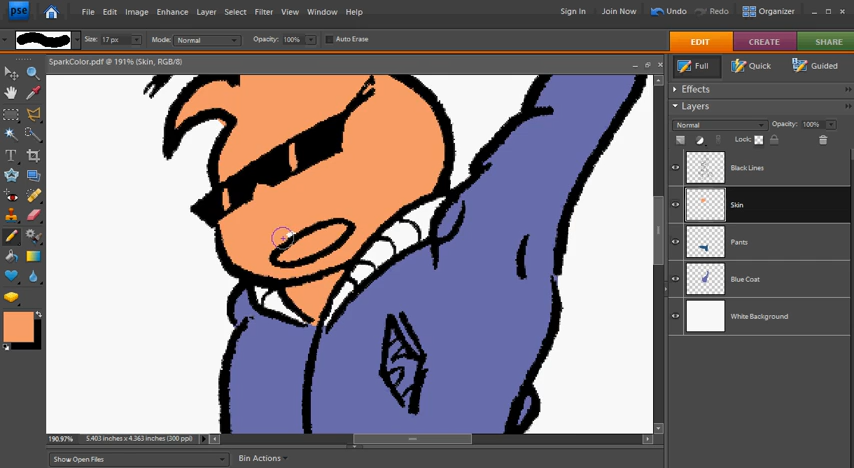 pse File Edit Image Enhance Layer Select Filter View Window Help Sign In Join Now Undo Redo Organizer
Size: 17 px Mode: Normal Opacity: 100% Auto Erase EDIT CREATE SHARE
SparkColor.pdf @ 191% (Skin, RGB/8)
Full Quick Guided
Effects
Layers
Normal Opacity: 100%
Lock:
Black Lines
Skin
Pants
Blue Coat
White Background
190.97% 5.403 inches x 4.363 inches (300 ppi)
Show Open Files Bin Actions